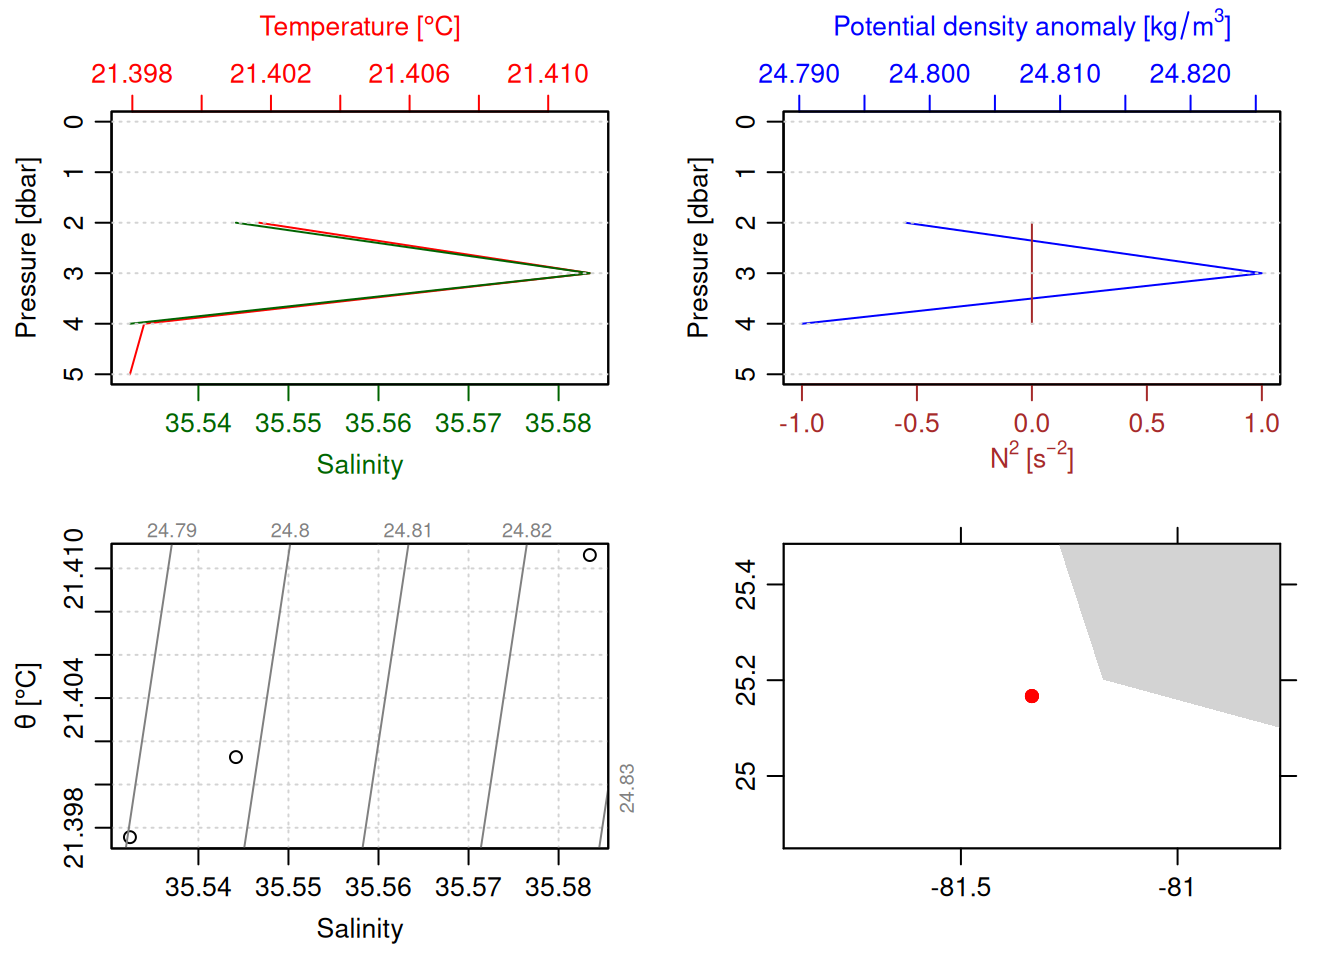 Temperature [°C]
21.398 21.402 21.406 21.410
Pressure [dbar]
0
1
2
3
4
5
35.54 35.55 35.56 35.57 35.58
Salinity
Potential density anomaly [kg/m³]
24.790 24.800 24.810 24.820
Pressure [dbar]
0
1
2
3
4
5
-1.0 -0.5 0.0 0.5 1.0
N² [s⁻²]
24.79 24.8 24.81 24.82
24.83
θ [°C]
21.410
21.404
21.398
35.54 35.55 35.56 35.57 35.58
Salinity
25.4
25.2
25
-81.5 -81